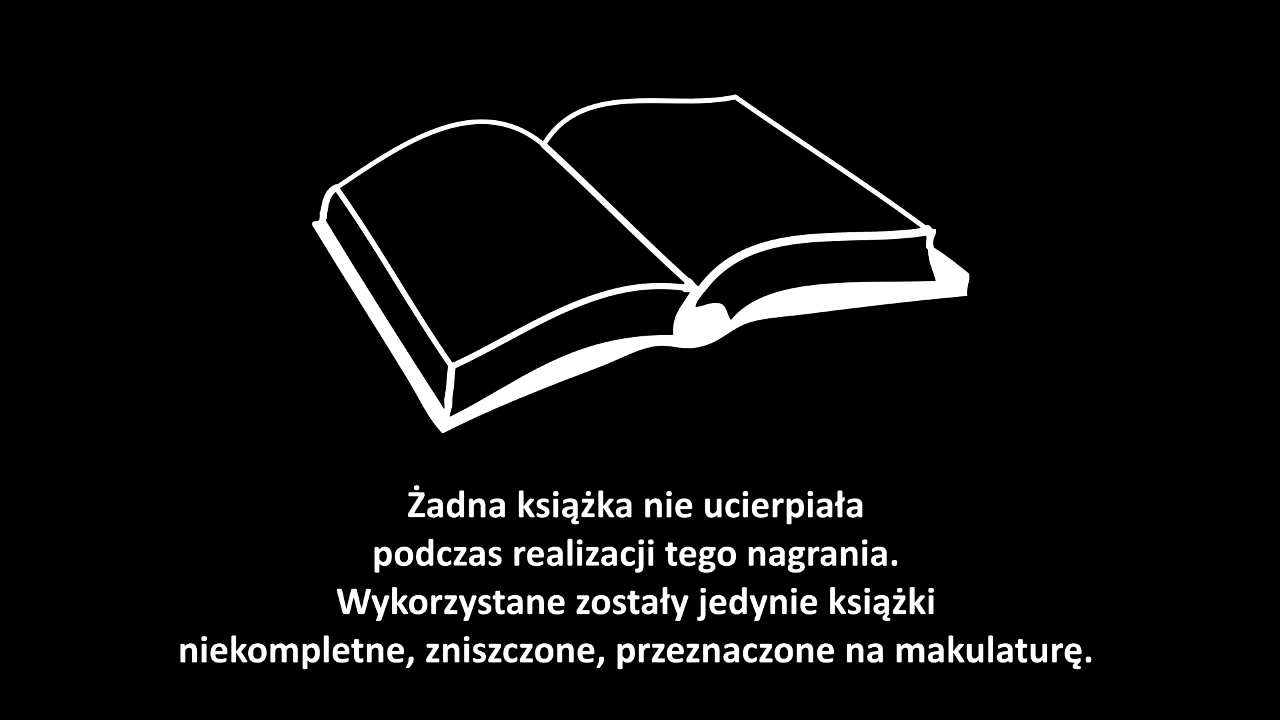 Żadna książka nie ucierpiała
podczas realizacji tego nagrania.
Wykorzystane zostały jedynie książki
niekompletne, zniszczone, przeznaczone na makulaturę.